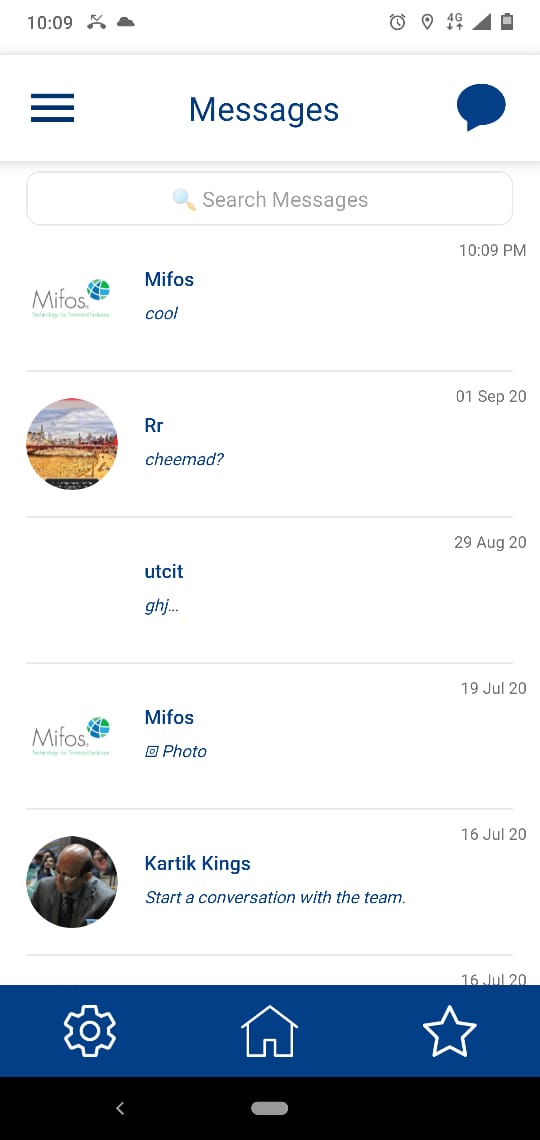 10:09
4G
Messages
🔍 Search Messages
10:09 PM
Mifos
Mifos
Technology for Financial Inclusion
cool
01 Sep 20
Rr
cheemad?
29 Aug 20
utcit
ghj...
19 Jul 20
Mifos
Mifos
Technology for Financial Inclusion
Photo
16 Jul 20
Kartik Kings
Start a conversation with the team.
16 Jul 20